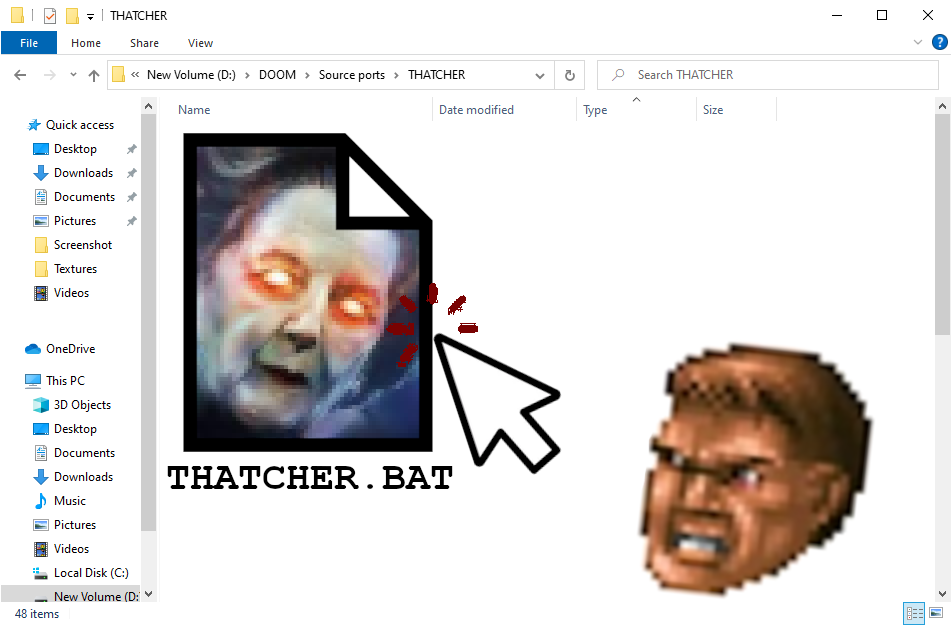 THATCHER
File Home Share View
?
« New Volume (D:) > DOOM > Source ports > THATCHER
Search THATCHER
Name Date modified Type Size
Quick access
Desktop
Downloads
Documents
Pictures
Screenshot
Textures
Videos
OneDrive
This PC
3D Objects
Desktop
Documents
Downloads
Music
Pictures
Videos
Local Disk (C:)
New Volume (D:
THATCHER.BAT
48 items